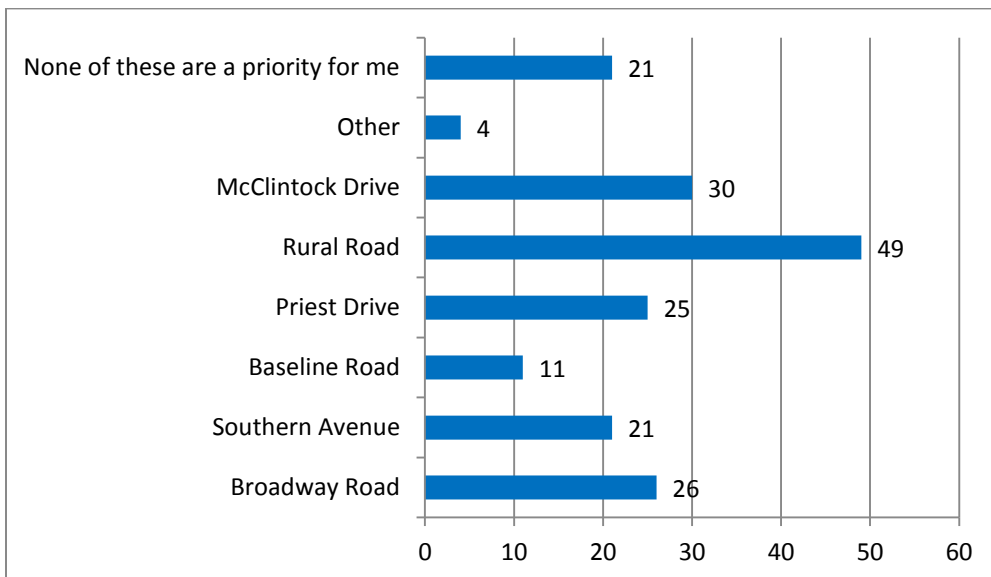 None of these are a priority for me 21
Other 4
McClintock Drive 30
Rural Road 49
Priest Drive 25
Baseline Road 11
Southern Avenue 21
Broadway Road 26
0 10 20 30 40 50 60